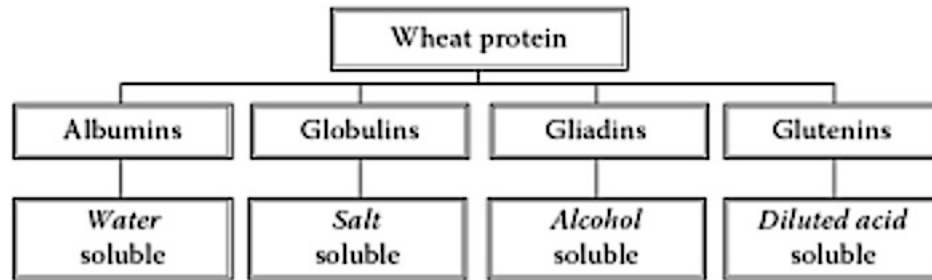 Wheat protein
Albumins
Globulins
Gliadins
Glutenins
Water
soluble
Salt
soluble
Alcohol
soluble
Diluted acid
soluble